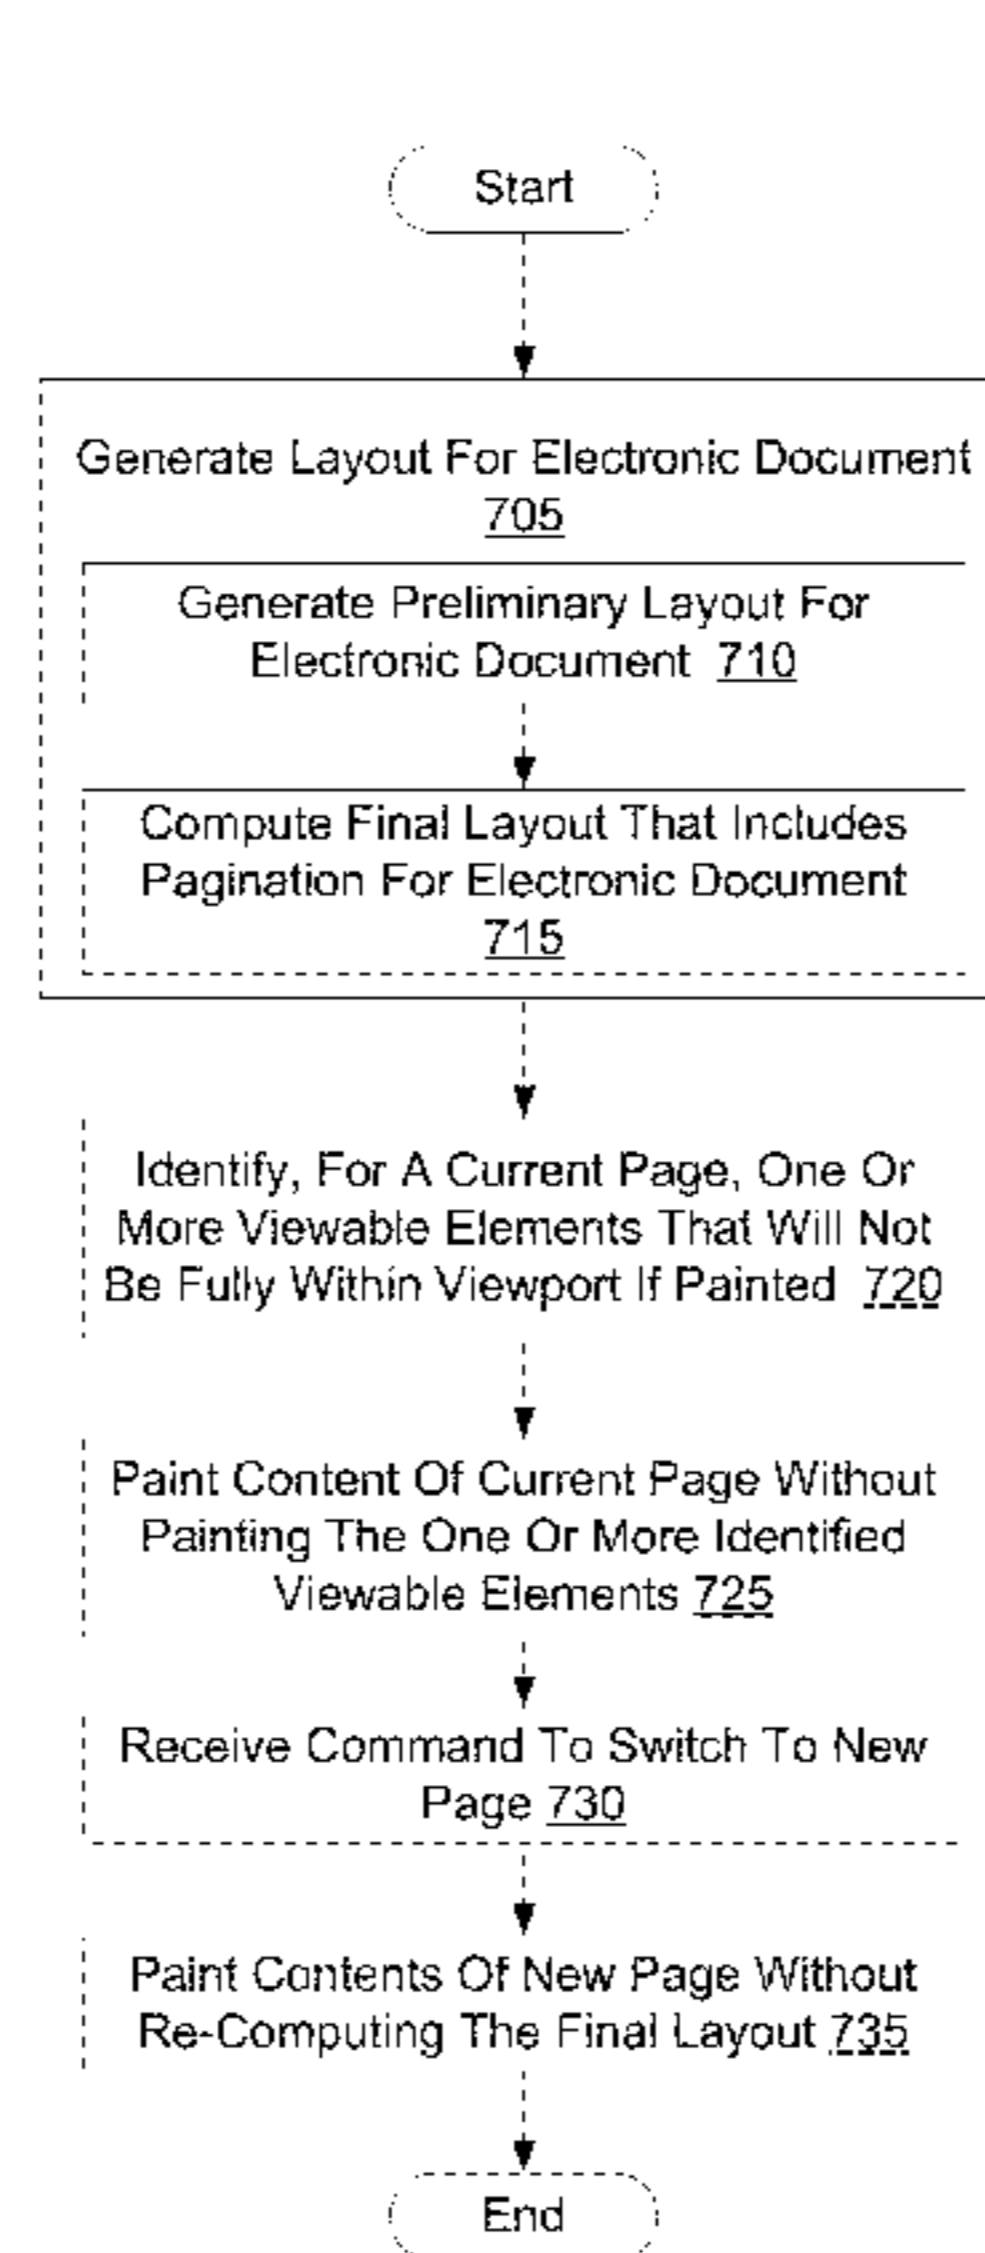 Start
Generate Layout For Electronic Document
705
Generate Preliminary Layout For
Electronic Document 710
Compute Final Layout That Includes
Pagination For Electronic Document
715
Identify, For A Current Page, One Or
More Viewable Elements That Will Not
Be Fully Within Viewport If Painted 720
Paint Content Of Current Page Without
Painting The One Or More Identified
Viewable Elements 725
Receive Command To Switch To New
Page 730
Paint Contents Of New Page Without
Re-Computing The Final Layout 735
End